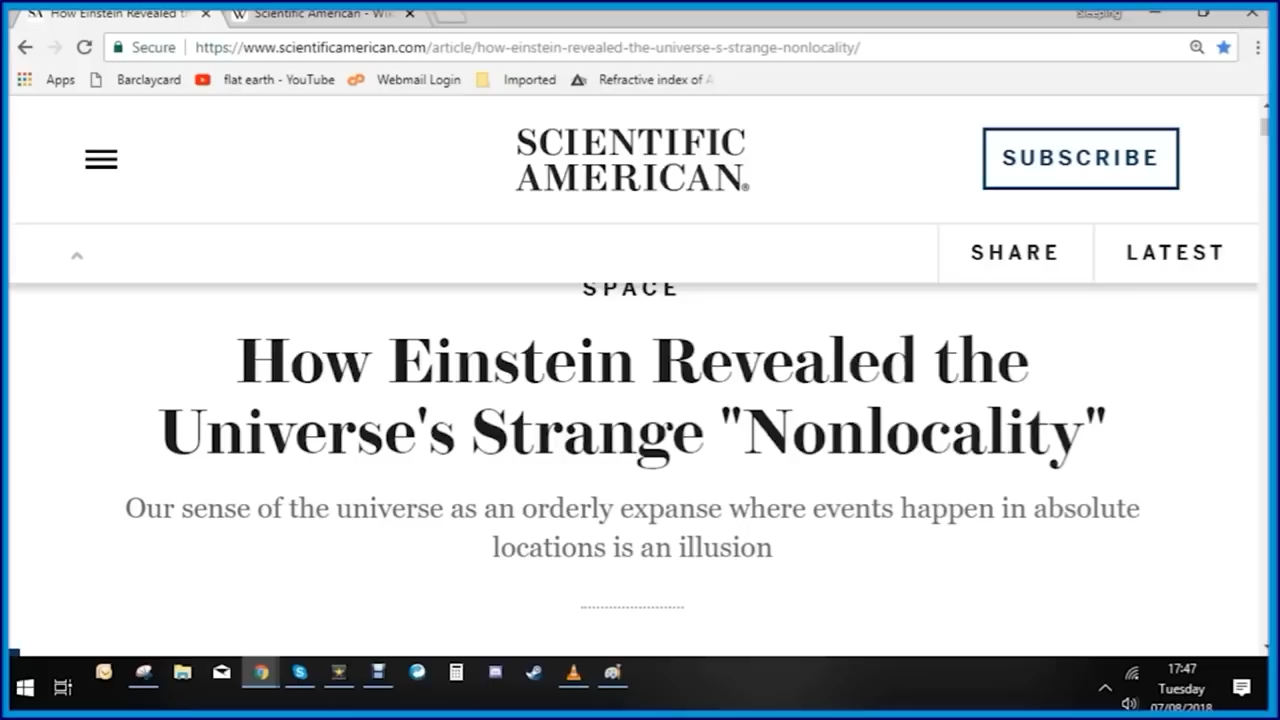 How Einstein Revealed t
Scientific American - Wi
Sleeping
Secure
https://www.scientificamerican.com/article/how-einstein-revealed-the-universe-s-strange-nonlocality/
Apps
Barclaycard
flat earth - YouTube
Webmail Login
Imported
Refractive index of
SCIENTIFIC
AMERICAN®
SUBSCRIBE
SHARE
LATEST
SPACE
How Einstein Revealed the
Universe's Strange "Nonlocality"
Our sense of the universe as an orderly expanse where events happen in absolute
locations is an illusion
17:47
Tuesday
07/08/2018